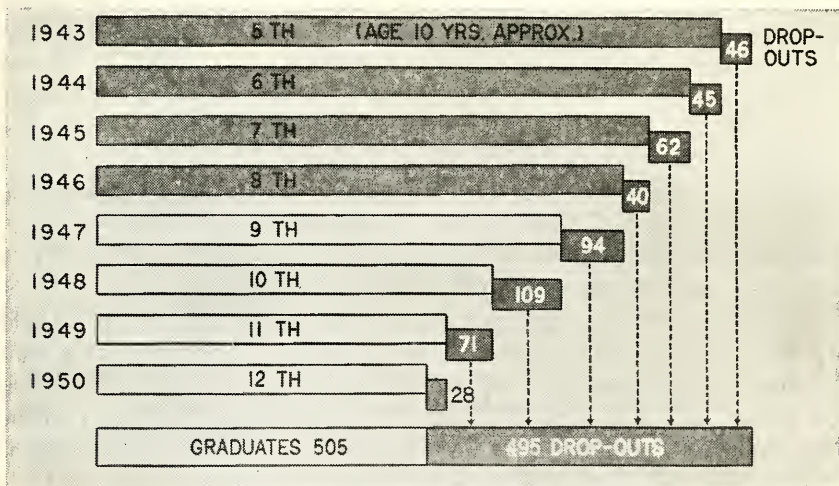 1943 5 TH (AGE 10 YRS. APPROX.) 46 DROP-
OUTS
1944 6 TH 45
1945 7 TH 62
1946 8 TH 40
1947 9 TH 94
1948 10 TH 109
1949 11 TH 71
1950 12 TH 28
GRADUATES 505 495 DROP-OUTS